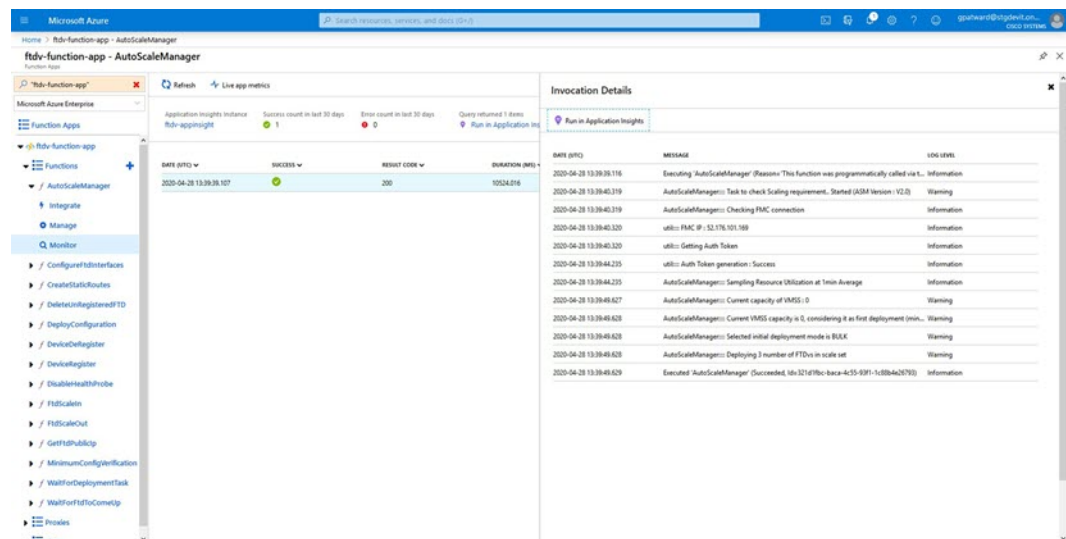 Microsoft Azure
Search resources, services, and docs (G+/)
gpatward@stgdevit.on...
CISCO SYSTEMS
Home > ftdv-function-app - AutoScaleManager
ftdv-function-app - AutoScaleManager
Function Apps
"ftdv-function-app"
Refresh
Live app metrics
Invocation Details
Microsoft Azure Enterprise
Application Insights Instance
Success count in last 30 days
Error count in last 30 days
Query returned 1 items
ftdv-appinsight
1
0
Run in Application Ins
Run in Application Insights
Function Apps
ftdv-function-app
Functions
AutoScaleManager
Integrate
Manage
Monitor
ConfigureFtdInterfaces
CreateStaticRoutes
DeleteUnRegisteredFTD
DeployConfiguration
DeviceDeRegister
DeviceRegister
DisableHealthProbe
FtdScaleIn
FtdScaleOut
GetFtdPublicIp
MinimumConfigVerification
WaitForDeploymentTask
WaitForFtdToComeUp
Proxies
DATE (UTC) SUCCESS RESULT CODE DURATION (MS)
2020-04-28 13:39:39.107 200 10524.016
DATE (UTC) MESSAGE LOG LEVEL
2020-04-28 13:39:39.116 Executing 'AutoScaleManager' (Reason='This function was programmatically called via t... Information
2020-04-28 13:39:40.319 AutoScaleManager::: Task to check Scaling requirement.. Started (ASM Version : V2.0) Warning
2020-04-28 13:39:40.319 AutoScaleManager::: Checking FMC connection Information
2020-04-28 13:39:40.320 util::: FMC IP : 52.176.101.169 Information
2020-04-28 13:39:40.320 util::: Getting Auth Token Information
2020-04-28 13:39:44.235 util::: Auth Token generation : Success Information
2020-04-28 13:39:44.235 AutoScaleManager::: Sampling Resource Utilization at 1min Average Information
2020-04-28 13:39:49.627 AutoScaleManager::: Current capacity of VMSS : 0 Warning
2020-04-28 13:39:49.628 AutoScaleManager::: Current VMSS capacity is 0, considering it as first deployment (min... Warning
2020-04-28 13:39:49.628 AutoScaleManager::: Selected initial deployment mode is BULK Warning
2020-04-28 13:39:49.628 AutoScaleManager::: Deploying 3 number of FTDvs in scale set Warning
2020-04-28 13:39:49.629 Executed 'AutoScaleManager' (Succeeded, Id=321d1fbc-baca-4c55-93f1-1c88b4e26793) Information